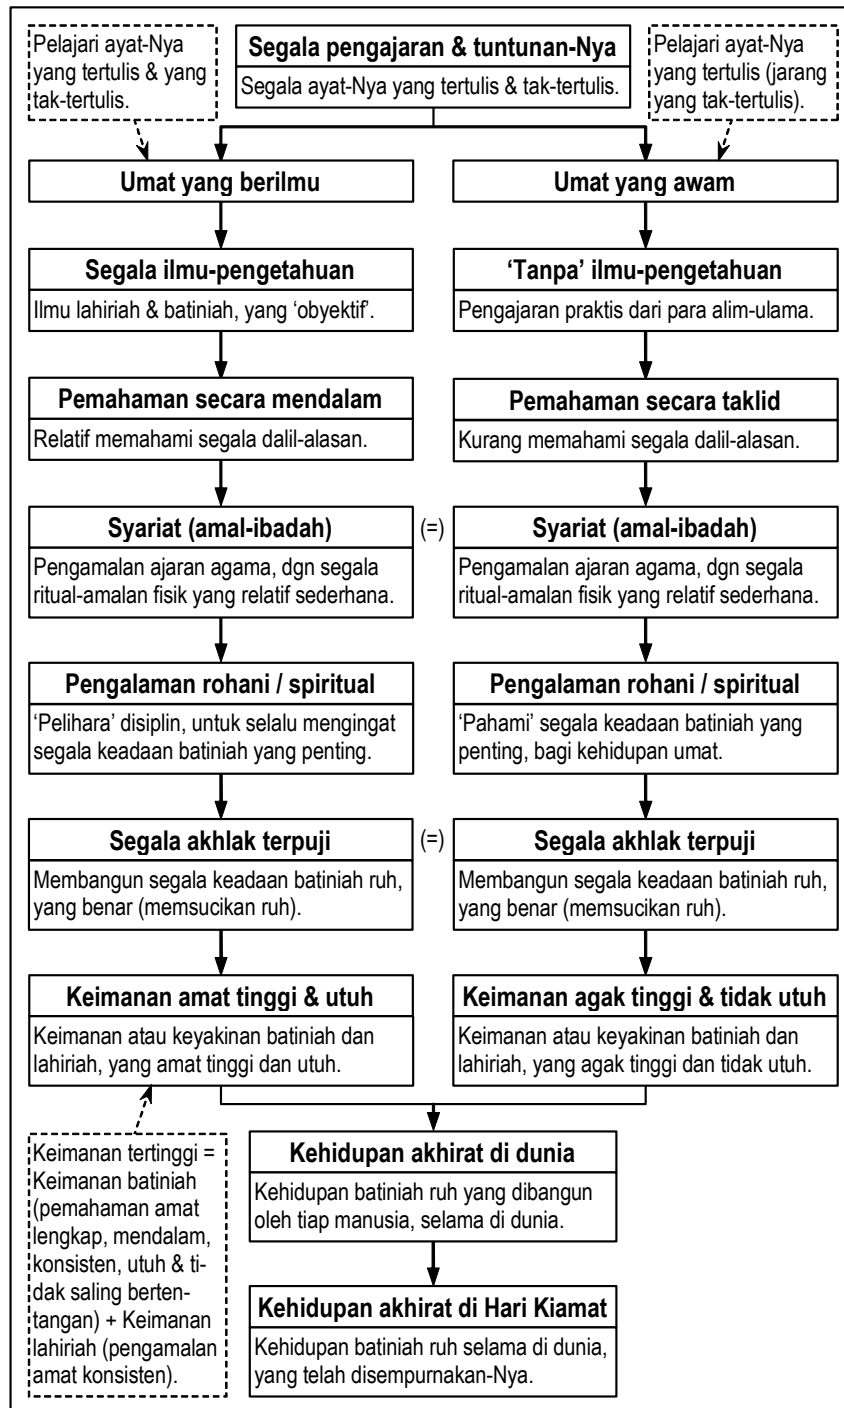 Pelajari ayat-Nya
yang tertulis & yang
tak-tertulis.
Segala pengajaran & tuntunan-Nya
Segala ayat-Nya yang tertulis & tak-tertulis.
Pelajari ayat-Nya
yang tertulis (jarang
yang tak-tertulis).
Umat yang berilmu
Umat yang awam
Segala ilmu-pengetahuan
Ilmu lahiriah & batiniah, yang ‘obyektif’.
‘Tanpa’ ilmu-pengetahuan
Pengajaran praktis dari para alim-ulama.
Pemahaman secara mendalam
Relatif memahami segala dalil-alasan.
Pemahaman secara taklid
Kurang memahami segala dalil-alasan.
Syariat (amal-ibadah)
Pengamalan ajaran agama, dgn segala
ritual-amalan fisik yang relatif sederhana.
(=)
Syariat (amal-ibadah)
Pengamalan ajaran agama, dgn segala
ritual-amalan fisik yang relatif sederhana.
Pengalaman rohani / spiritual
‘Pelihara’ disiplin, untuk selalu mengingat
segala keadaan batiniah yang penting.
Pengalaman rohani / spiritual
‘Pahami’ segala keadaan batiniah yang
penting, bagi kehidupan umat.
Segala akhlak terpuji
Membangun segala keadaan batiniah ruh,
yang benar (memsucikan ruh).
(=)
Segala akhlak terpuji
Membangun segala keadaan batiniah ruh,
yang benar (memsucikan ruh).
Keimanan amat tinggi & utuh
Keimanan atau keyakinan batiniah dan
lahiriah, yang amat tinggi dan utuh.
Keimanan agak tinggi & tidak utuh
Keimanan atau keyakinan batiniah dan
lahiriah, yang agak tinggi dan tidak utuh.
Keimanan tertinggi =
Keimanan batiniah
(pemahaman amat
lengkap, mendalam,
konsisten, utuh & ti-
dak saling berten-
tangan) + Keimanan
lahiriah (pengamalan
amat konsisten).
Kehidupan akhirat di dunia
Kehidupan batiniah ruh yang dibangun
oleh tiap manusia, selama di dunia.
Kehidupan akhirat di Hari Kiamat
Kehidupan batiniah ruh selama di dunia,
yang telah disempurnakan-Nya.